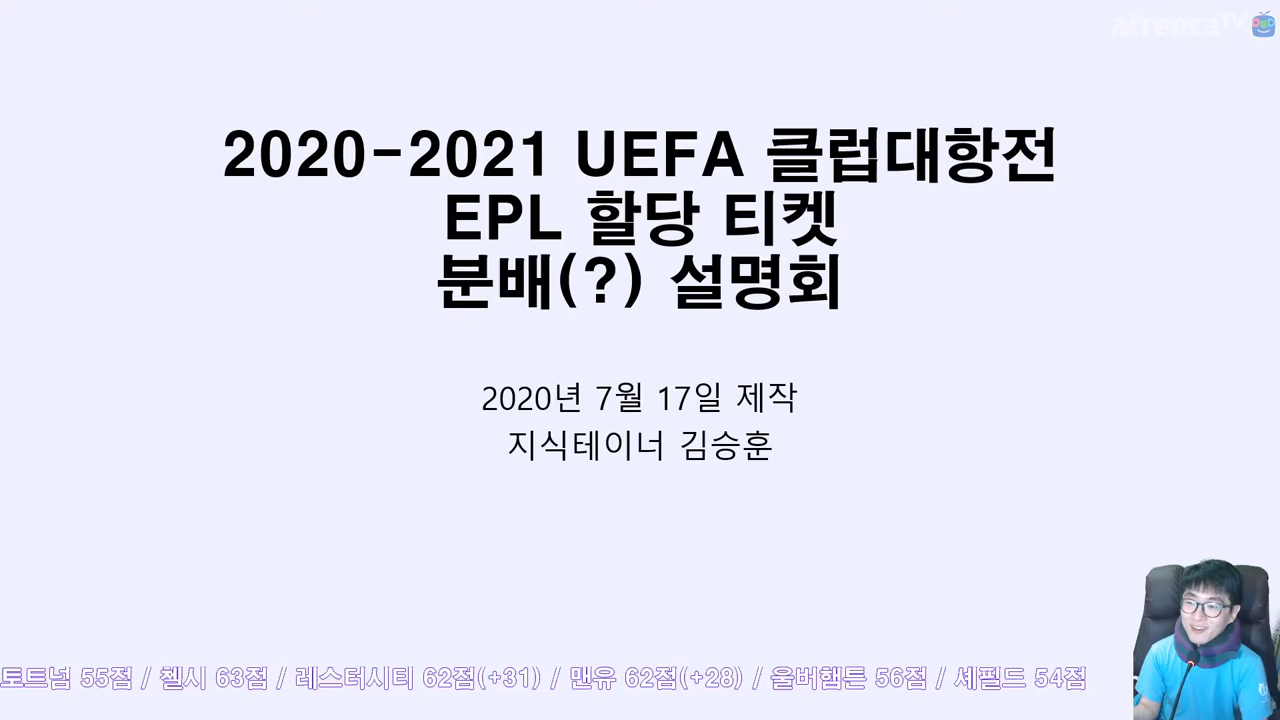 2020-2021 UEFA 클럽대항전
EPL 할당 티켓
분배(?) 설명회
2020년 7월 17일 제작
지식테이너 김승훈
토트넘 55점 / 첼시 63점 / 레스터시티 62점(+31) / 맨유 62점(+28) / 울버햄튼 56점 / 셰필드 54점